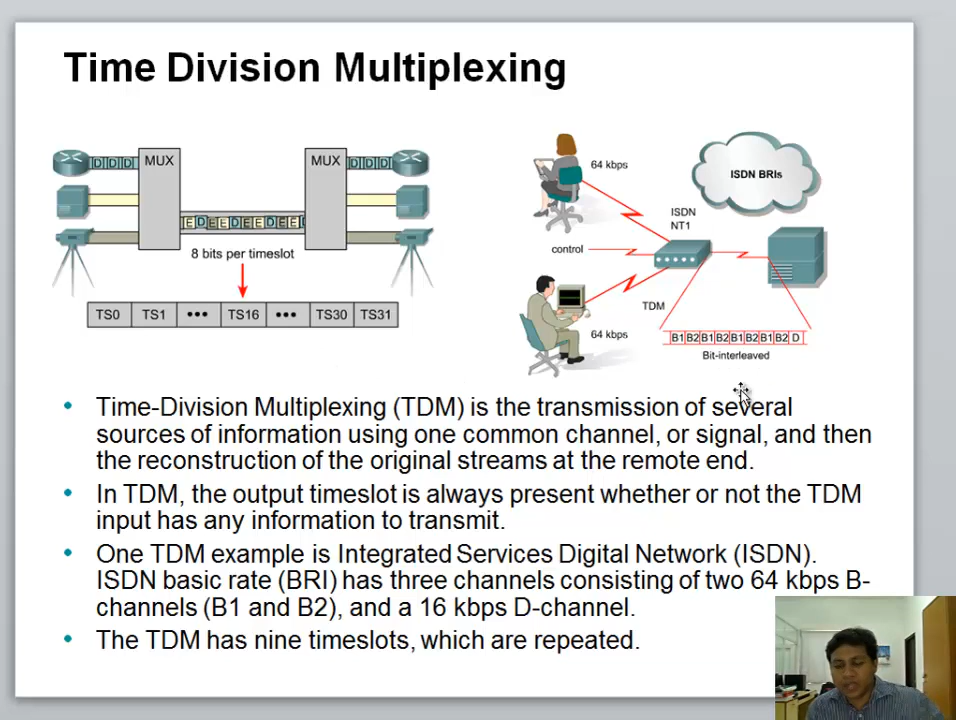 Time Division Multiplexing
DDD
MUX
MUX
DDD
EDEEDEEDEE
8 bits per timeslot
TS0 TS1 ••• TS16 ••• TS30 TS31
64 kbps
ISDN BRIs
ISDN
NT1
control
TDM
64 kbps
B1 B2 B1 B2 B1 B2 B1 B2 D
Bit-interleaved
• Time-Division Multiplexing (TDM) is the transmission of several
sources of information using one common channel, or signal, and then
the reconstruction of the original streams at the remote end.
• In TDM, the output timeslot is always present whether or not the TDM
input has any information to transmit.
• One TDM example is Integrated Services Digital Network (ISDN).
ISDN basic rate (BRI) has three channels consisting of two 64 kbps B-
channels (B1 and B2), and a 16 kbps D-channel.
• The TDM has nine timeslots, which are repeated.